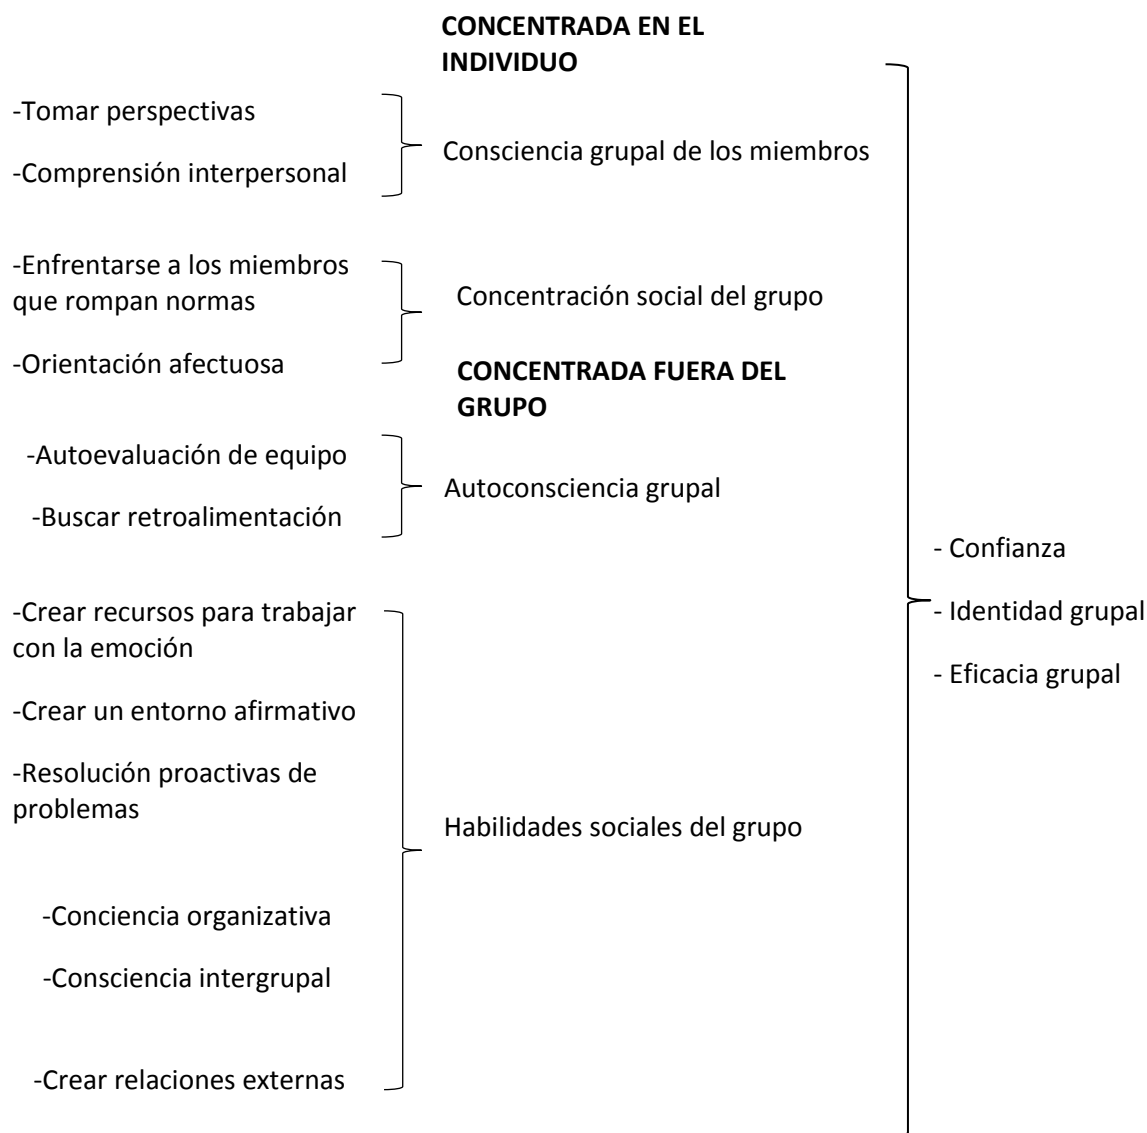 CONCENTRADA EN EL
INDIVIDUO
-Tomar perspectivas
-Comprensión interpersonal
Consciencia grupal de los miembros
-Enfrentarse a los miembros
que rompan normas
-Orientación afectuosa
Concentración social del grupo
CONCENTRADA FUERA DEL
GRUPO
-Autoevaluación de equipo
-Buscar retroalimentación
Autoconsciencia grupal
-Crear recursos para trabajar
con la emoción
-Crear un entorno afirmativo
-Resolución proactivas de
problemas
-Conciencia organizativa
-Consciencia intergrupal
-Crear relaciones externas
Habilidades sociales del grupo
- Confianza
- Identidad grupal
- Eficacia grupal